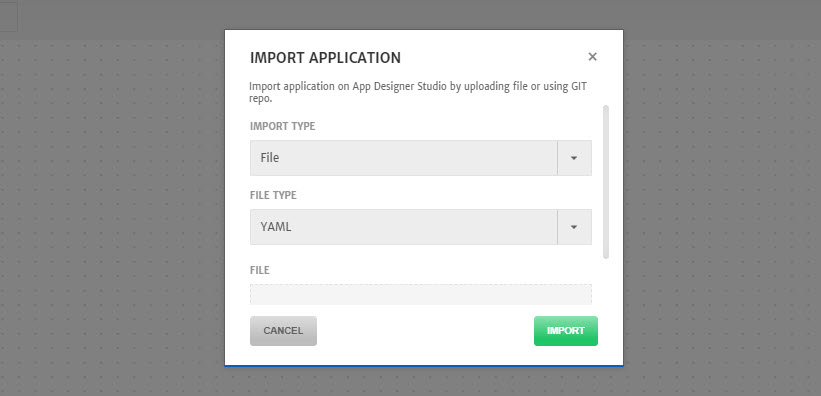 IMPORT APPLICATION
×
Import application on App Designer Studio by uploading file or using GIT
repo.
IMPORT TYPE
File
FILE TYPE
YAML
FILE
CANCEL
IMPORT